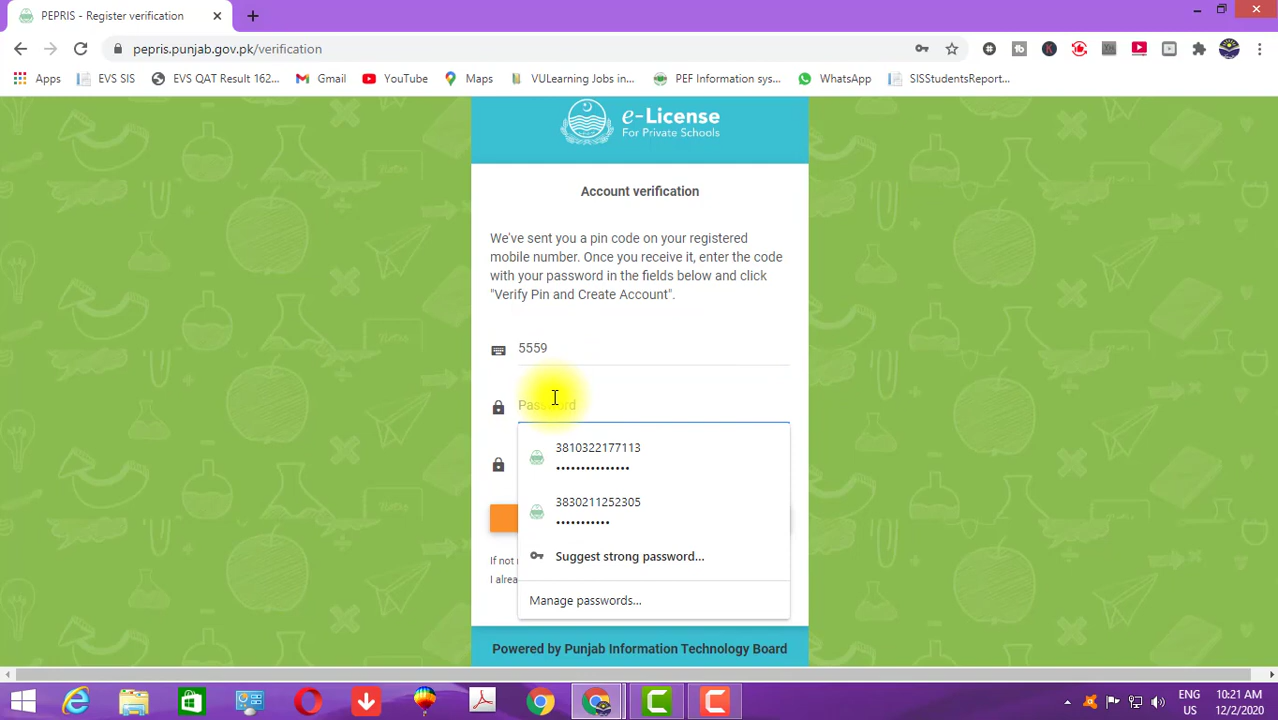 PEPRIS - Register verification
pepris.punjab.gov.pk/verification
Apps
EVS SIS
EVS QAT Result 162...
Gmail
YouTube
Maps
VULearning Jobs in...
PEF Information sys...
WhatsApp
SISStudentsReport...
e-License
For Private Schools
Account verification
We've sent you a pin code on your registered
mobile number. Once you receive it, enter the code
with your password in the fields below and click
"Verify Pin and Create Account".
5559
Password
3810322177113
•••••••••••••••
3830211252305
•••••••••••
Suggest strong password...
If not
I alrea
Manage passwords...
Powered by Punjab Information Technology Board
ENG
US
10:21 AM
12/2/2020